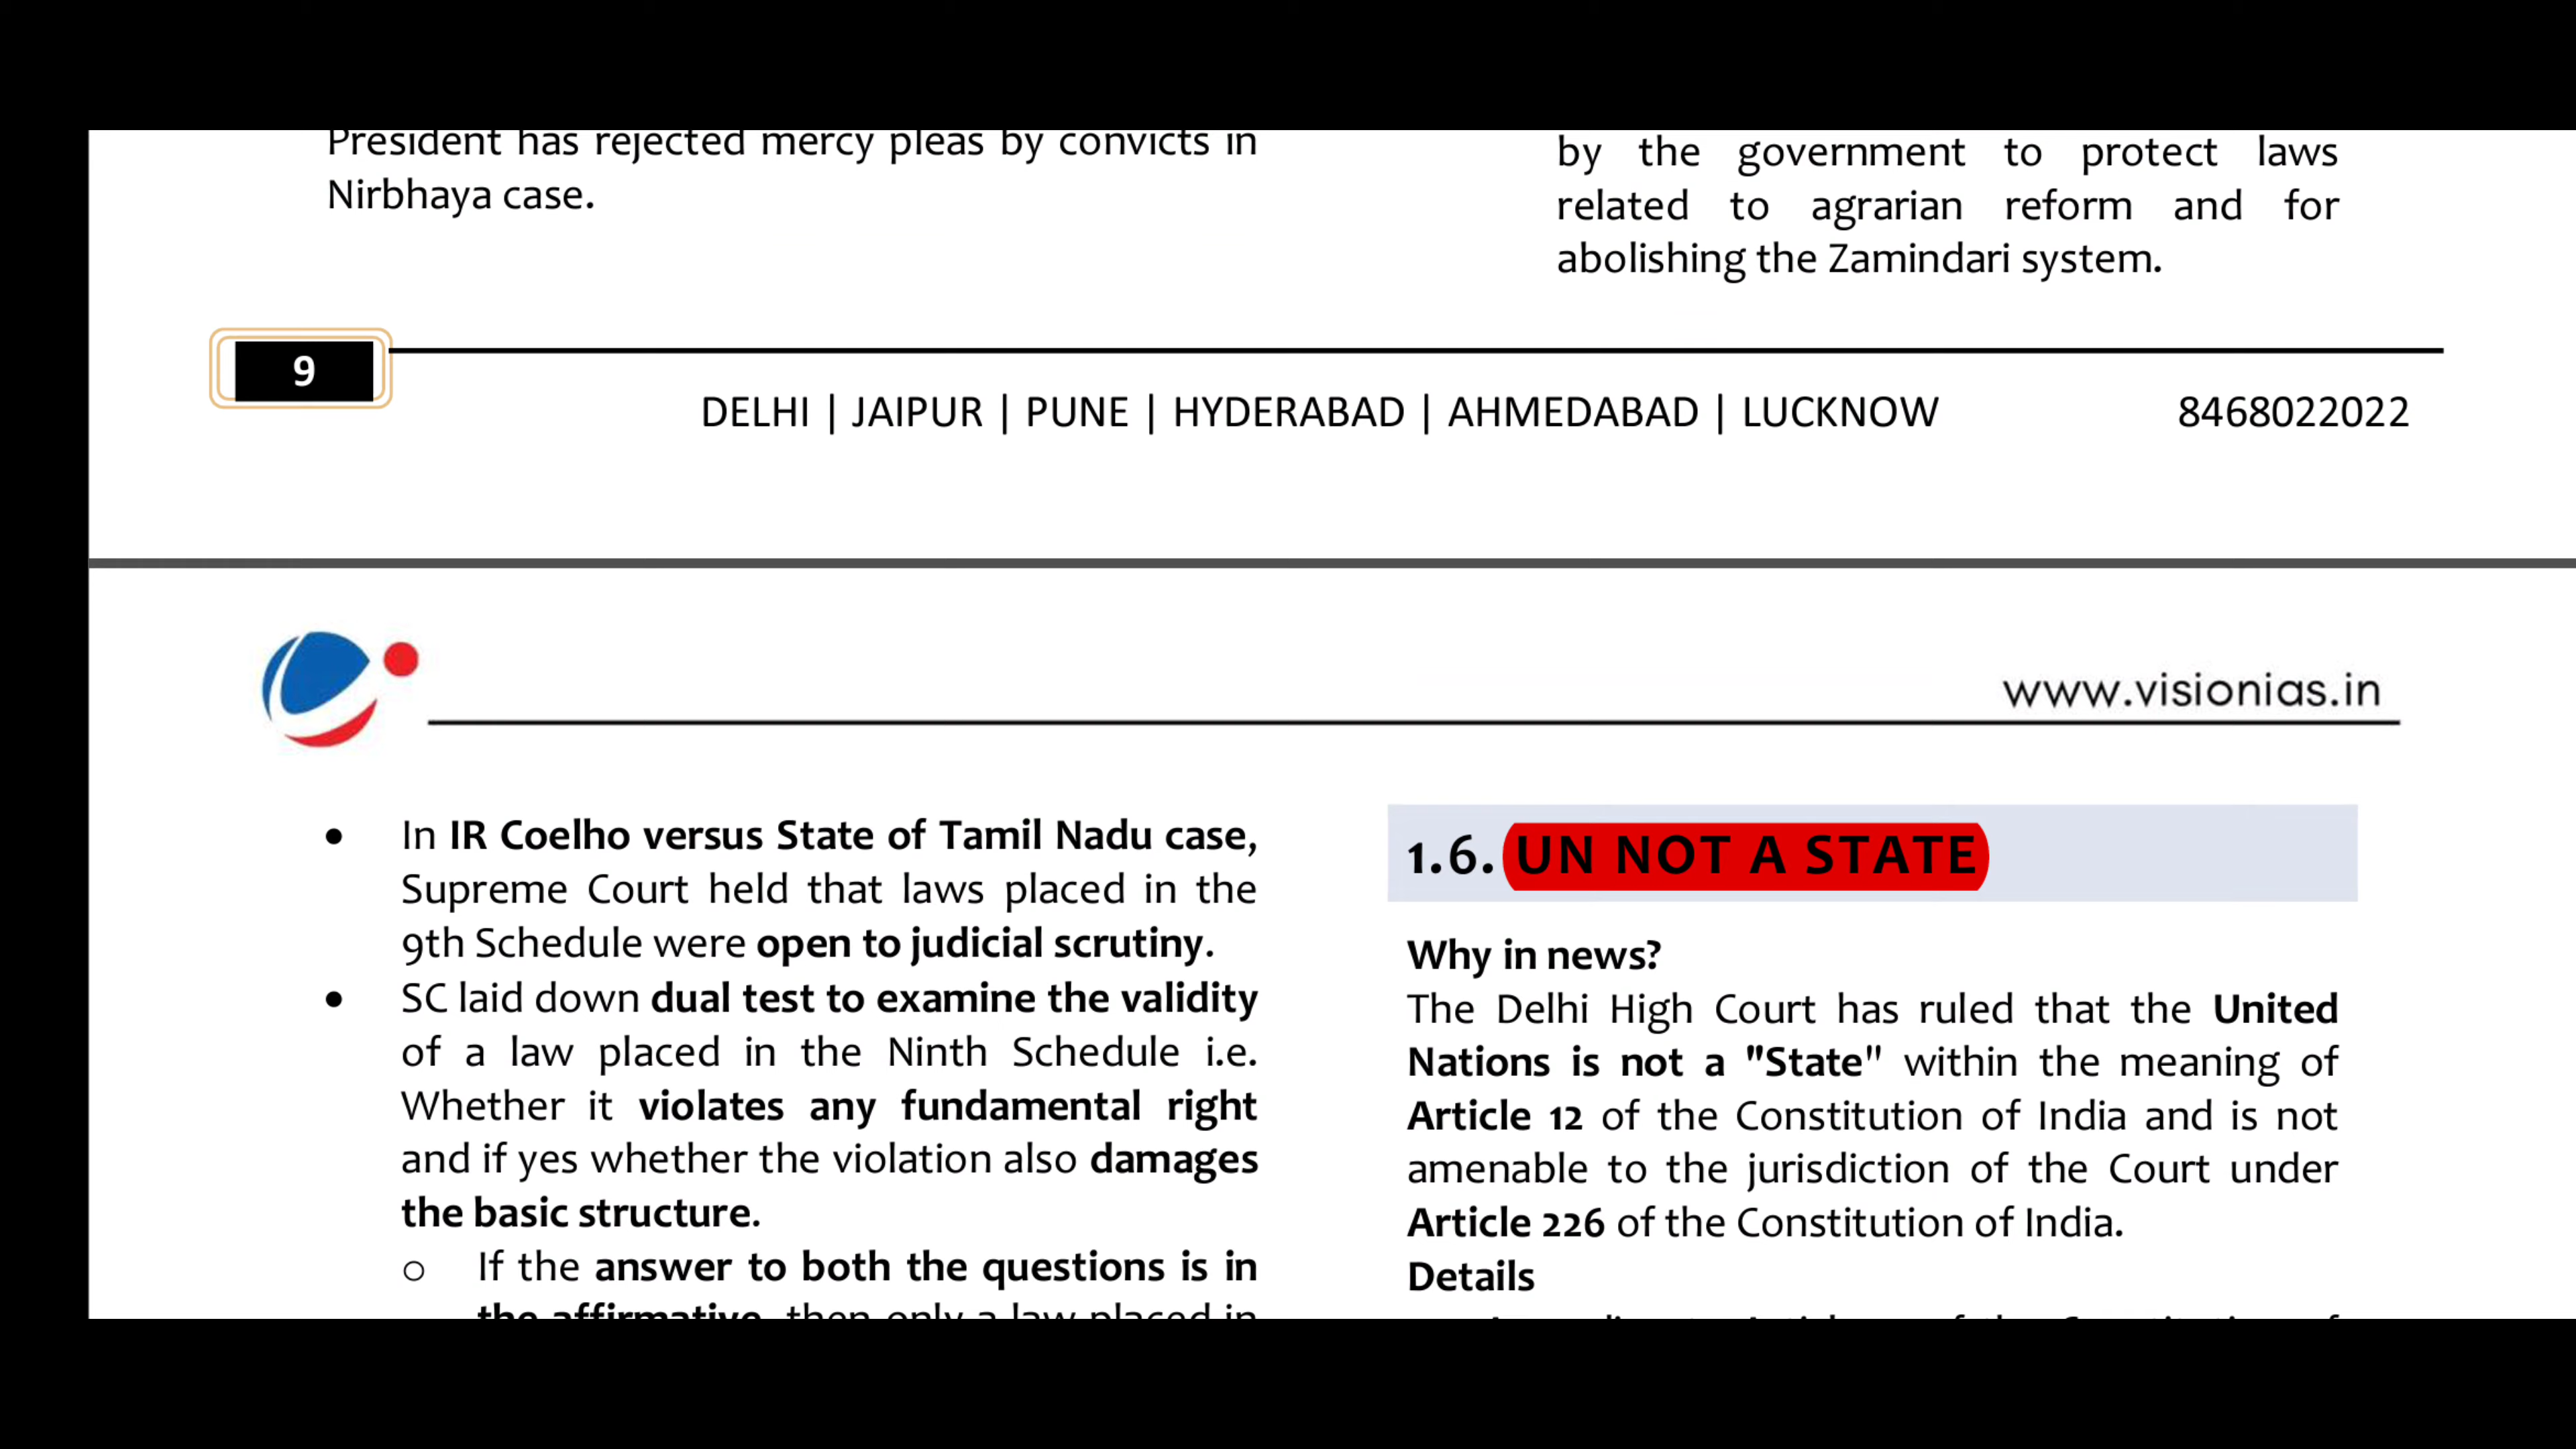 President has rejected mercy pleas by convicts in
Nirbhaya case.
by the government to protect laws
related to agrarian reform and for
abolishing the Zamindari system.
9
DELHI | JAIPUR | PUNE | HYDERABAD | AHMEDABAD | LUCKNOW 8468022022
www.visionias.in
• In IR Coelho versus State of Tamil Nadu case,
Supreme Court held that laws placed in the
9th Schedule were open to judicial scrutiny.
• SC laid down dual test to examine the validity
of a law placed in the Ninth Schedule i.e.
Whether it violates any fundamental right
and if yes whether the violation also damages
the basic structure.
o If the answer to both the questions is in
the affirmative, then only a law placed in
1.6. UN NOT A STATE
Why in news?
The Delhi High Court has ruled that the United
Nations is not a "State" within the meaning of
Article 12 of the Constitution of India and is not
amenable to the jurisdiction of the Court under
Article 226 of the Constitution of India.
Details